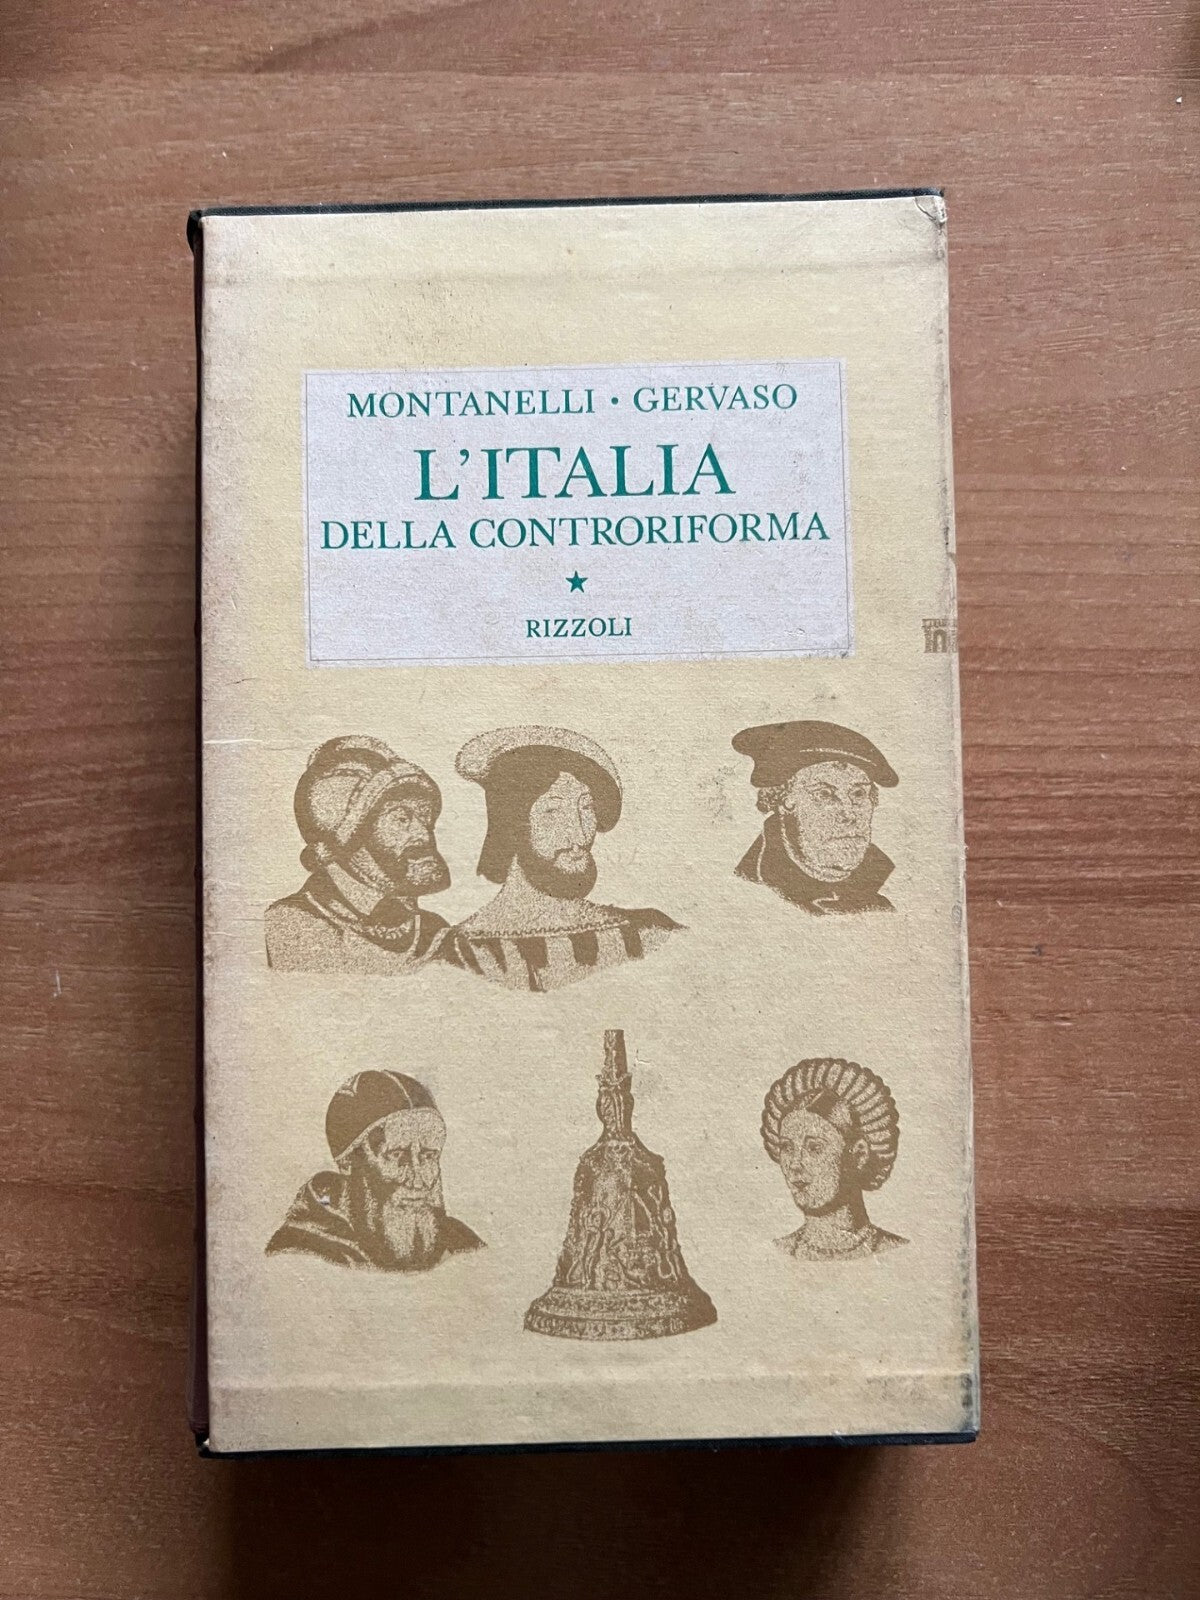 MONTANELLI • GERVASO
L'ITALIA
DELLA CONTRORIFORMA
★
RIZZOLI